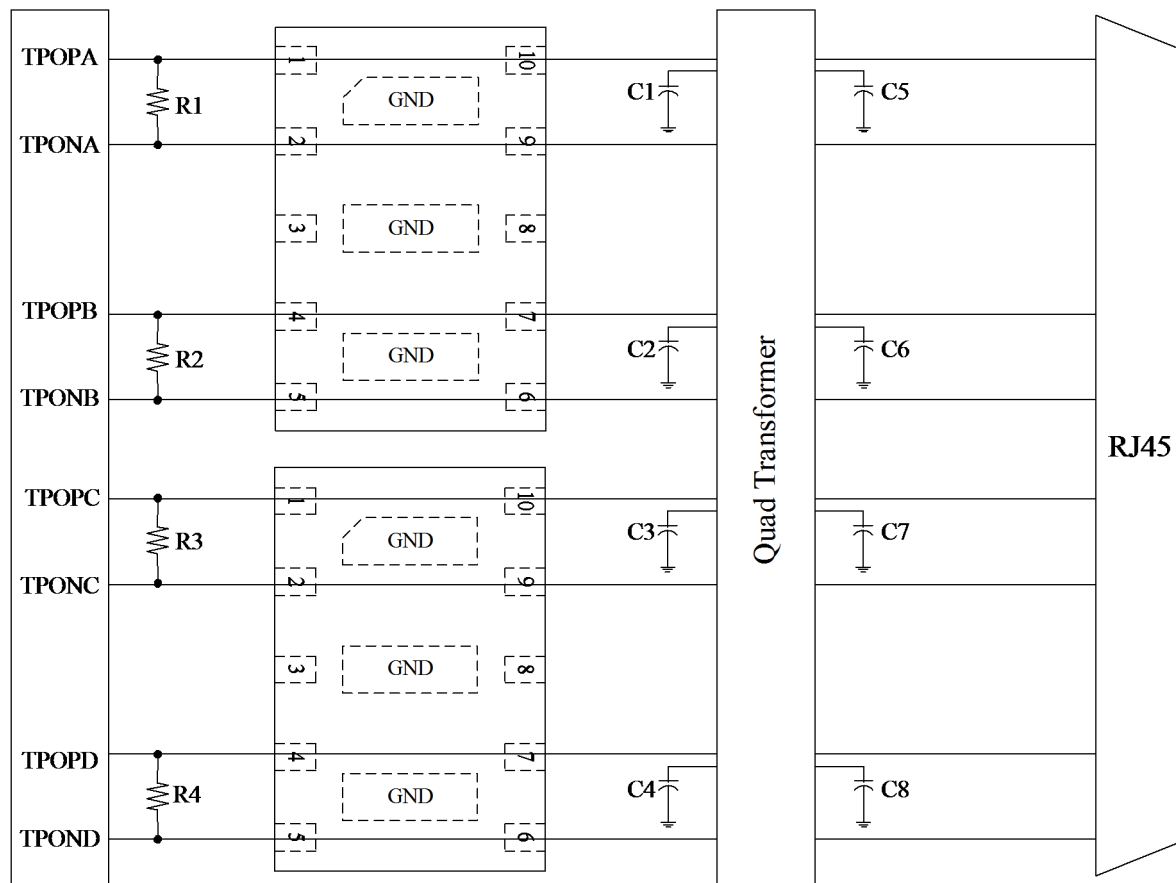 TPOPA
R1
TPONA
1
10
GND
2
9
3
GND
8
TPOPB
R2
TPONB
4
7
GND
5
6
C1
C5
C2
C6
TPOPC
R3
TPONC
1
10
GND
2
9
3
GND
8
TPOPD
R4
TPOND
4
7
GND
5
6
C3
C7
C4
C8
Quad Transformer
RJ45